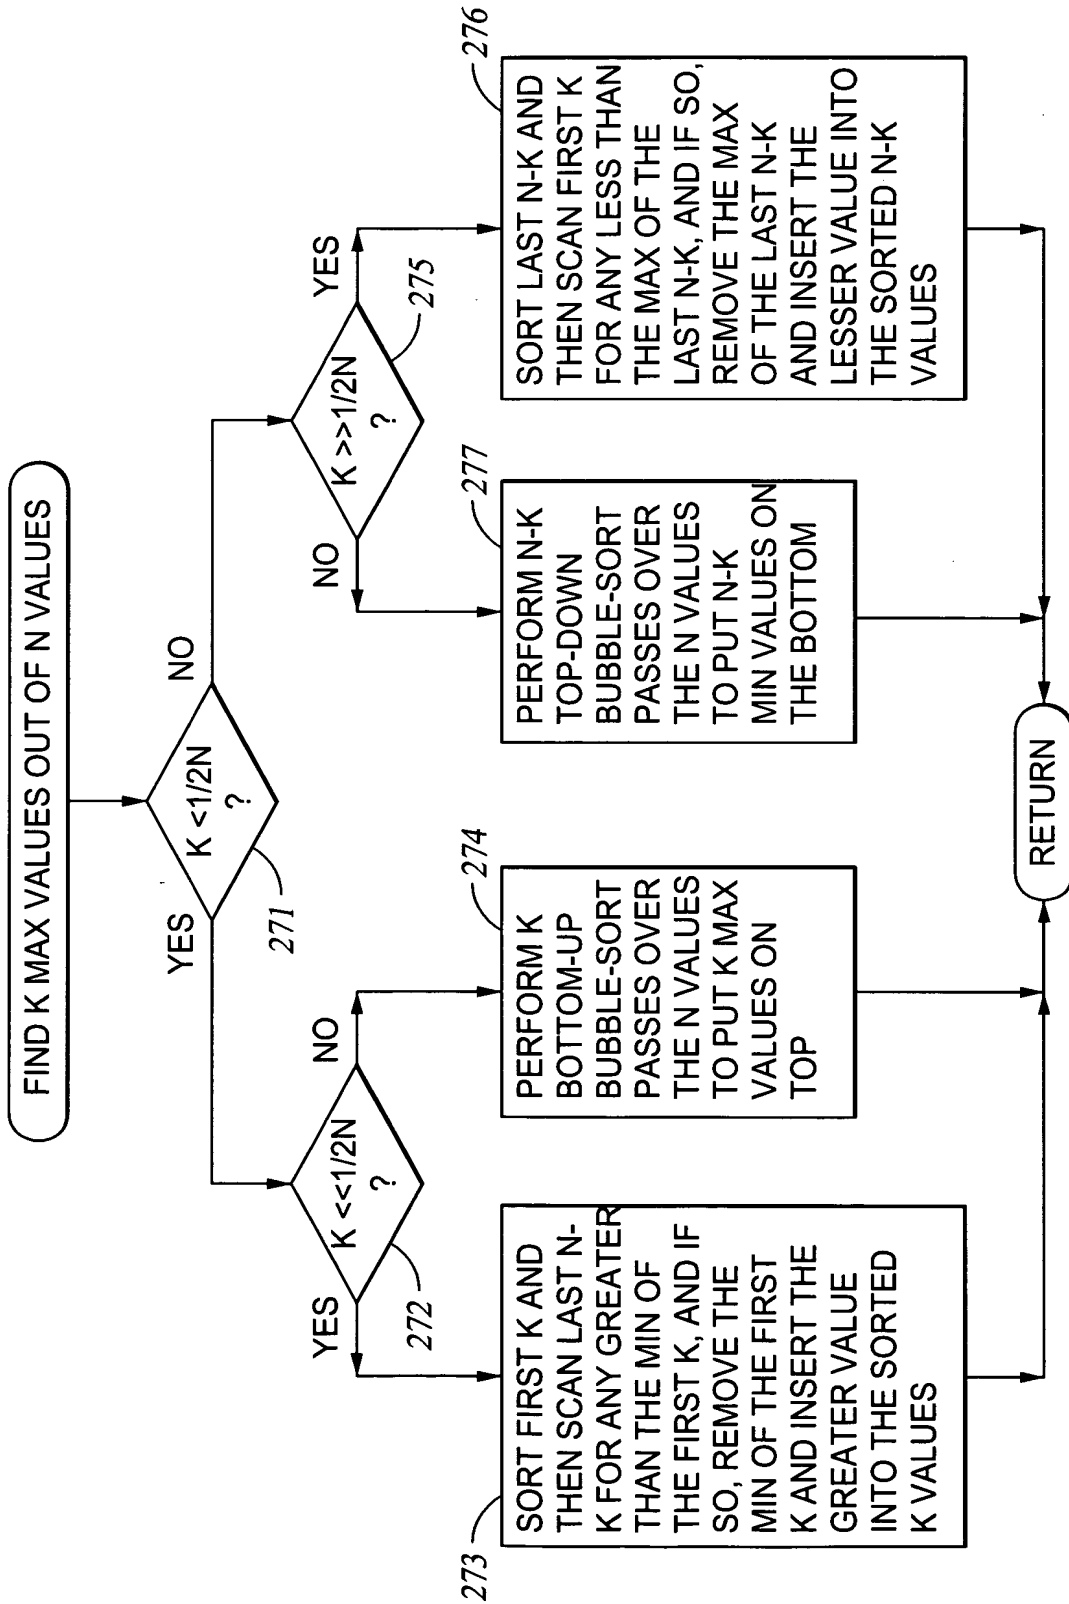 FIND K MAX VALUES OUT OF N VALUES
K <1/2N
?
271
YES
NO
K <<1/2N
?
272
YES
NO
K >>1/2N
?
275
NO
YES
273
SORT FIRST K AND
THEN SCAN LAST N-
K FOR ANY GREATER
THAN THE MIN OF
THE FIRST K, AND IF
SO, REMOVE THE
MIN OF THE FIRST
K AND INSERT THE
GREATER VALUE
INTO THE SORTED
K VALUES
274
PERFORM K
BOTTOM-UP
BUBBLE-SORT
PASSES OVER
THE N VALUES
TO PUT K MAX
VALUES ON
TOP
277
PERFORM N-K
TOP-DOWN
BUBBLE-SORT
PASSES OVER
THE N VALUES
TO PUT N-K
MIN VALUES ON
THE BOTTOM
276
SORT LAST N-K AND
THEN SCAN FIRST K
FOR ANY LESS THAN
THE MAX OF THE
LAST N-K, AND IF SO,
REMOVE THE MAX
OF THE LAST N-K
AND INSERT THE
LESSER VALUE INTO
THE SORTED N-K
VALUES
RETURN